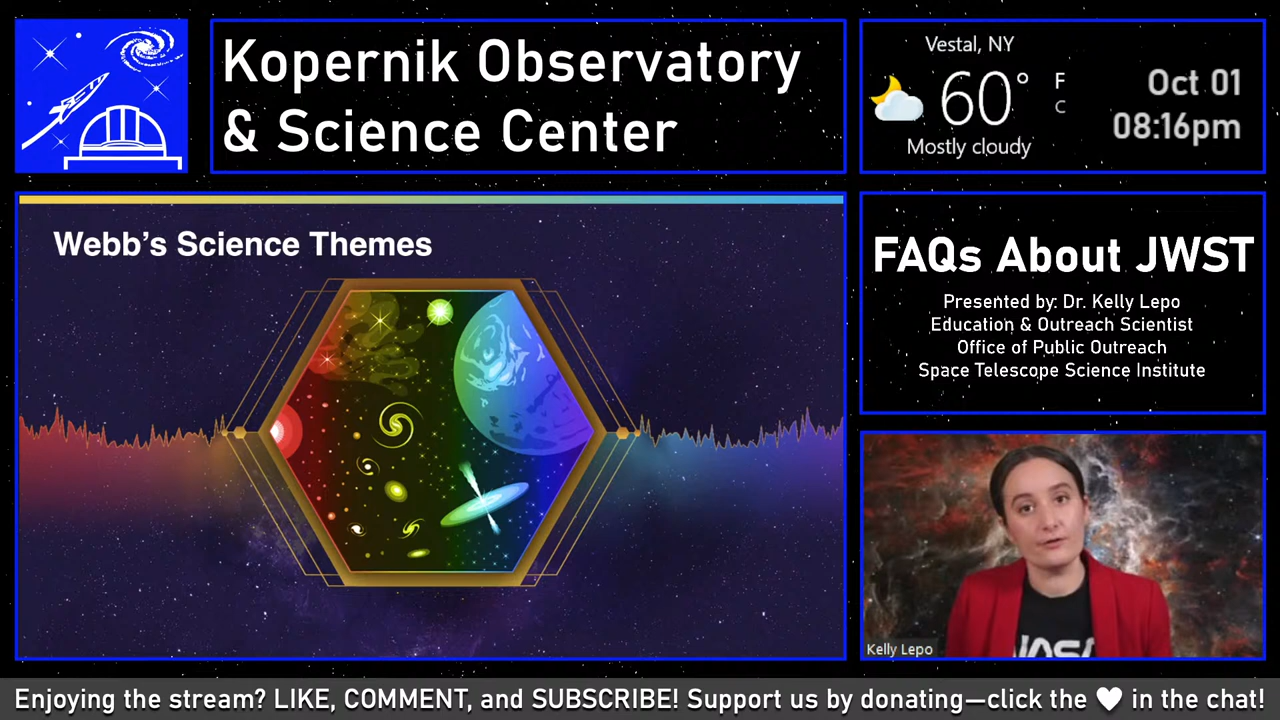 Kopernik Observatory
& Science Center
Vestal, NY
60°
F
C
Mostly cloudy
Oct 01
08:16pm
Webb's Science Themes
FAQs About JWST
Presented by: Dr. Kelly Lepo
Education & Outreach Scientist
Office of Public Outreach
Space Telescope Science Institute
NASA
Kelly Lepo
Enjoying the stream? LIKE, COMMENT, and SUBSCRIBE! Support us by donating—click the ♥ in the chat!